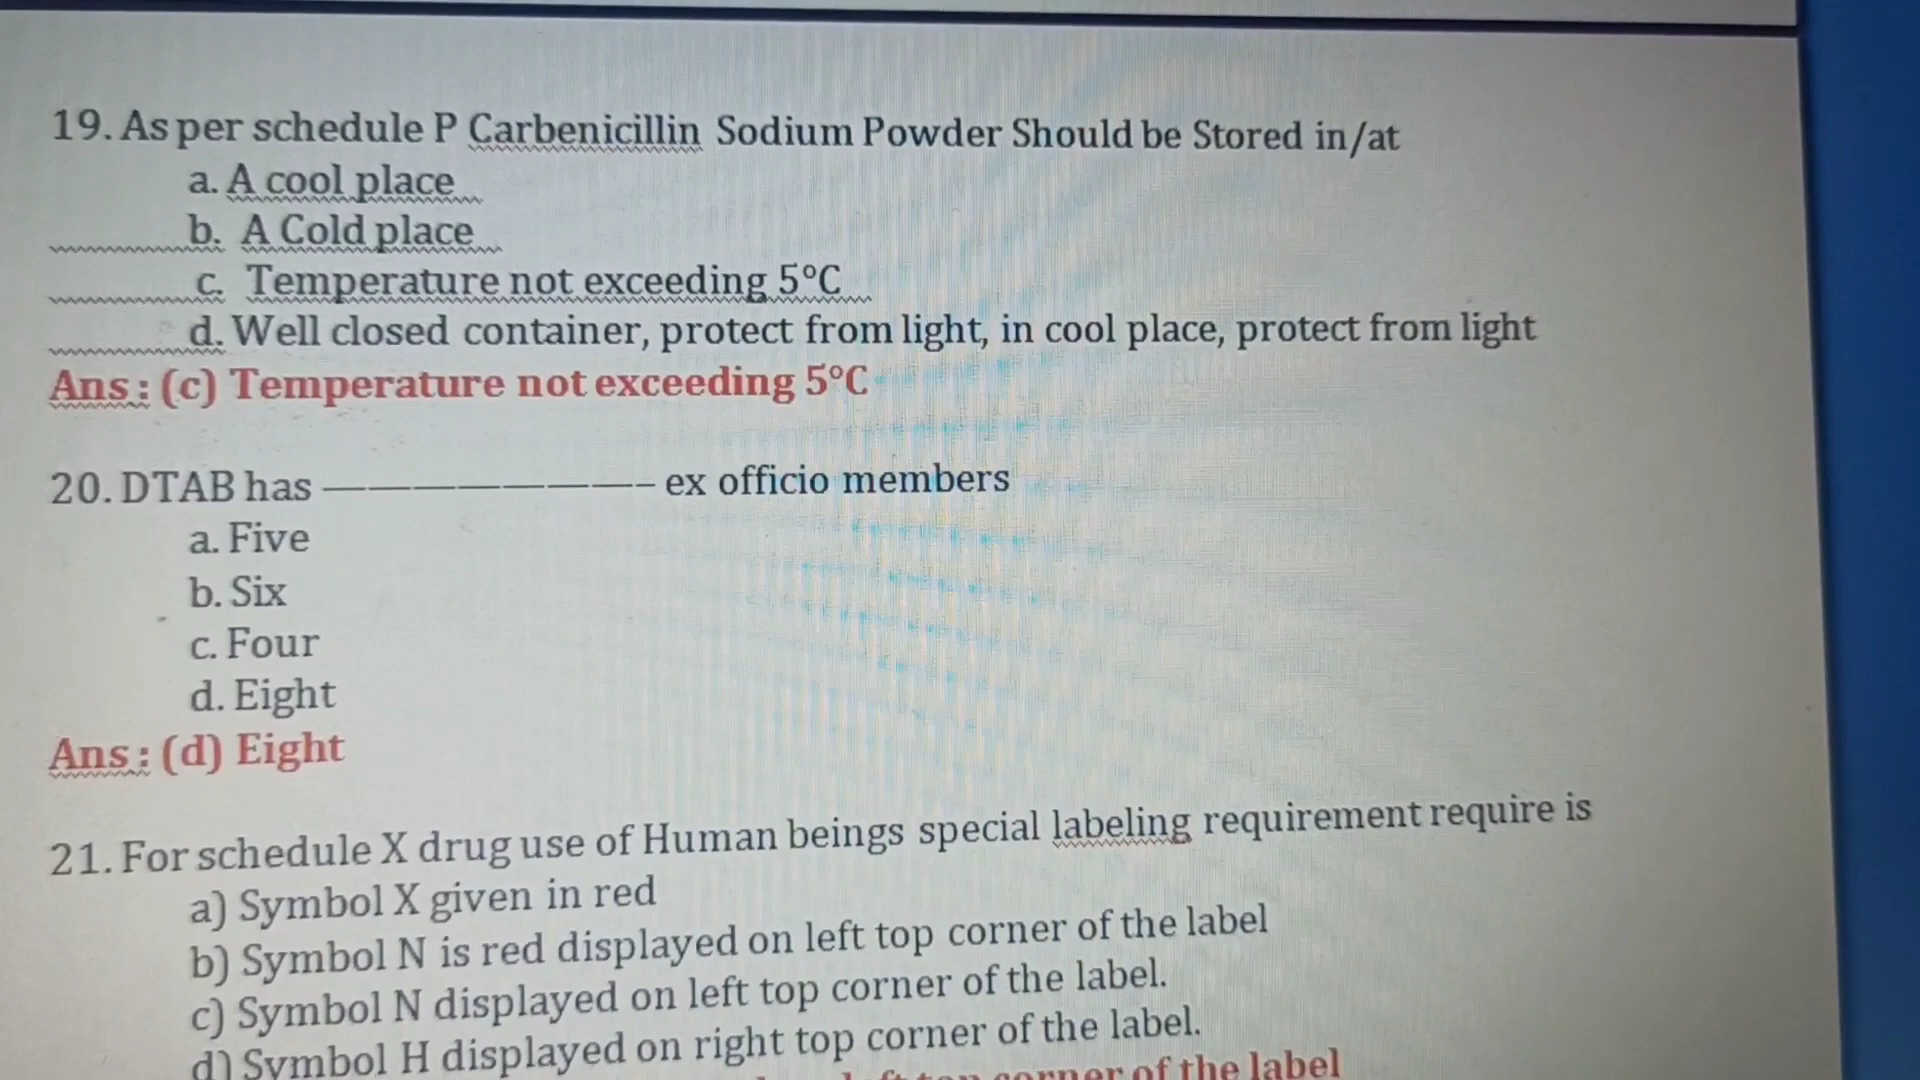 19. As per schedule P Carbenicillin Sodium Powder Should be Stored in/at
a. A cool place
b. A Cold place
c. Temperature not exceeding 5°C
d. Well closed container, protect from light, in cool place, protect from light
Ans : (c) Temperature not exceeding 5°C
20. DTAB has ———————— ex officio members
a. Five
b. Six
c. Four
d. Eight
Ans : (d) Eight
21. For schedule X drug use of Human beings special labeling requirement require is
a) Symbol X given in red
b) Symbol N is red displayed on left top corner of the label
c) Symbol N displayed on left top corner of the label.
d) Symbol H displayed on right top corner of the label.
left top corner of the label